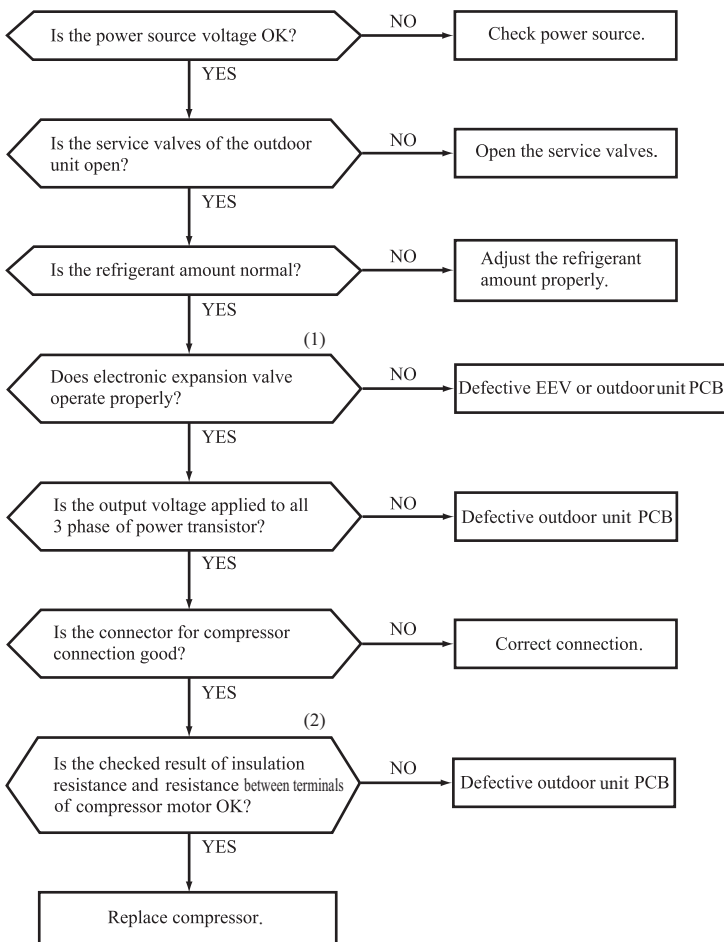 Is the power source voltage OK?
NO
Check power source.
YES
Is the service valves of the outdoor
unit open?
NO
Open the service valves.
YES
Is the refrigerant amount normal?
NO
Adjust the refrigerant
amount properly.
YES
(1)
Does electronic expansion valve
operate properly?
NO
Defective EEV or outdoor unit PCB
YES
Is the output voltage applied to all
3 phase of power transistor?
NO
Defective outdoor unit PCB
YES
Is the connector for compressor
connection good?
NO
Correct connection.
YES
(2)
Is the checked result of insulation
resistance and resistance between terminals
of compressor motor OK?
NO
Defective outdoor unit PCB
YES
Replace compressor.